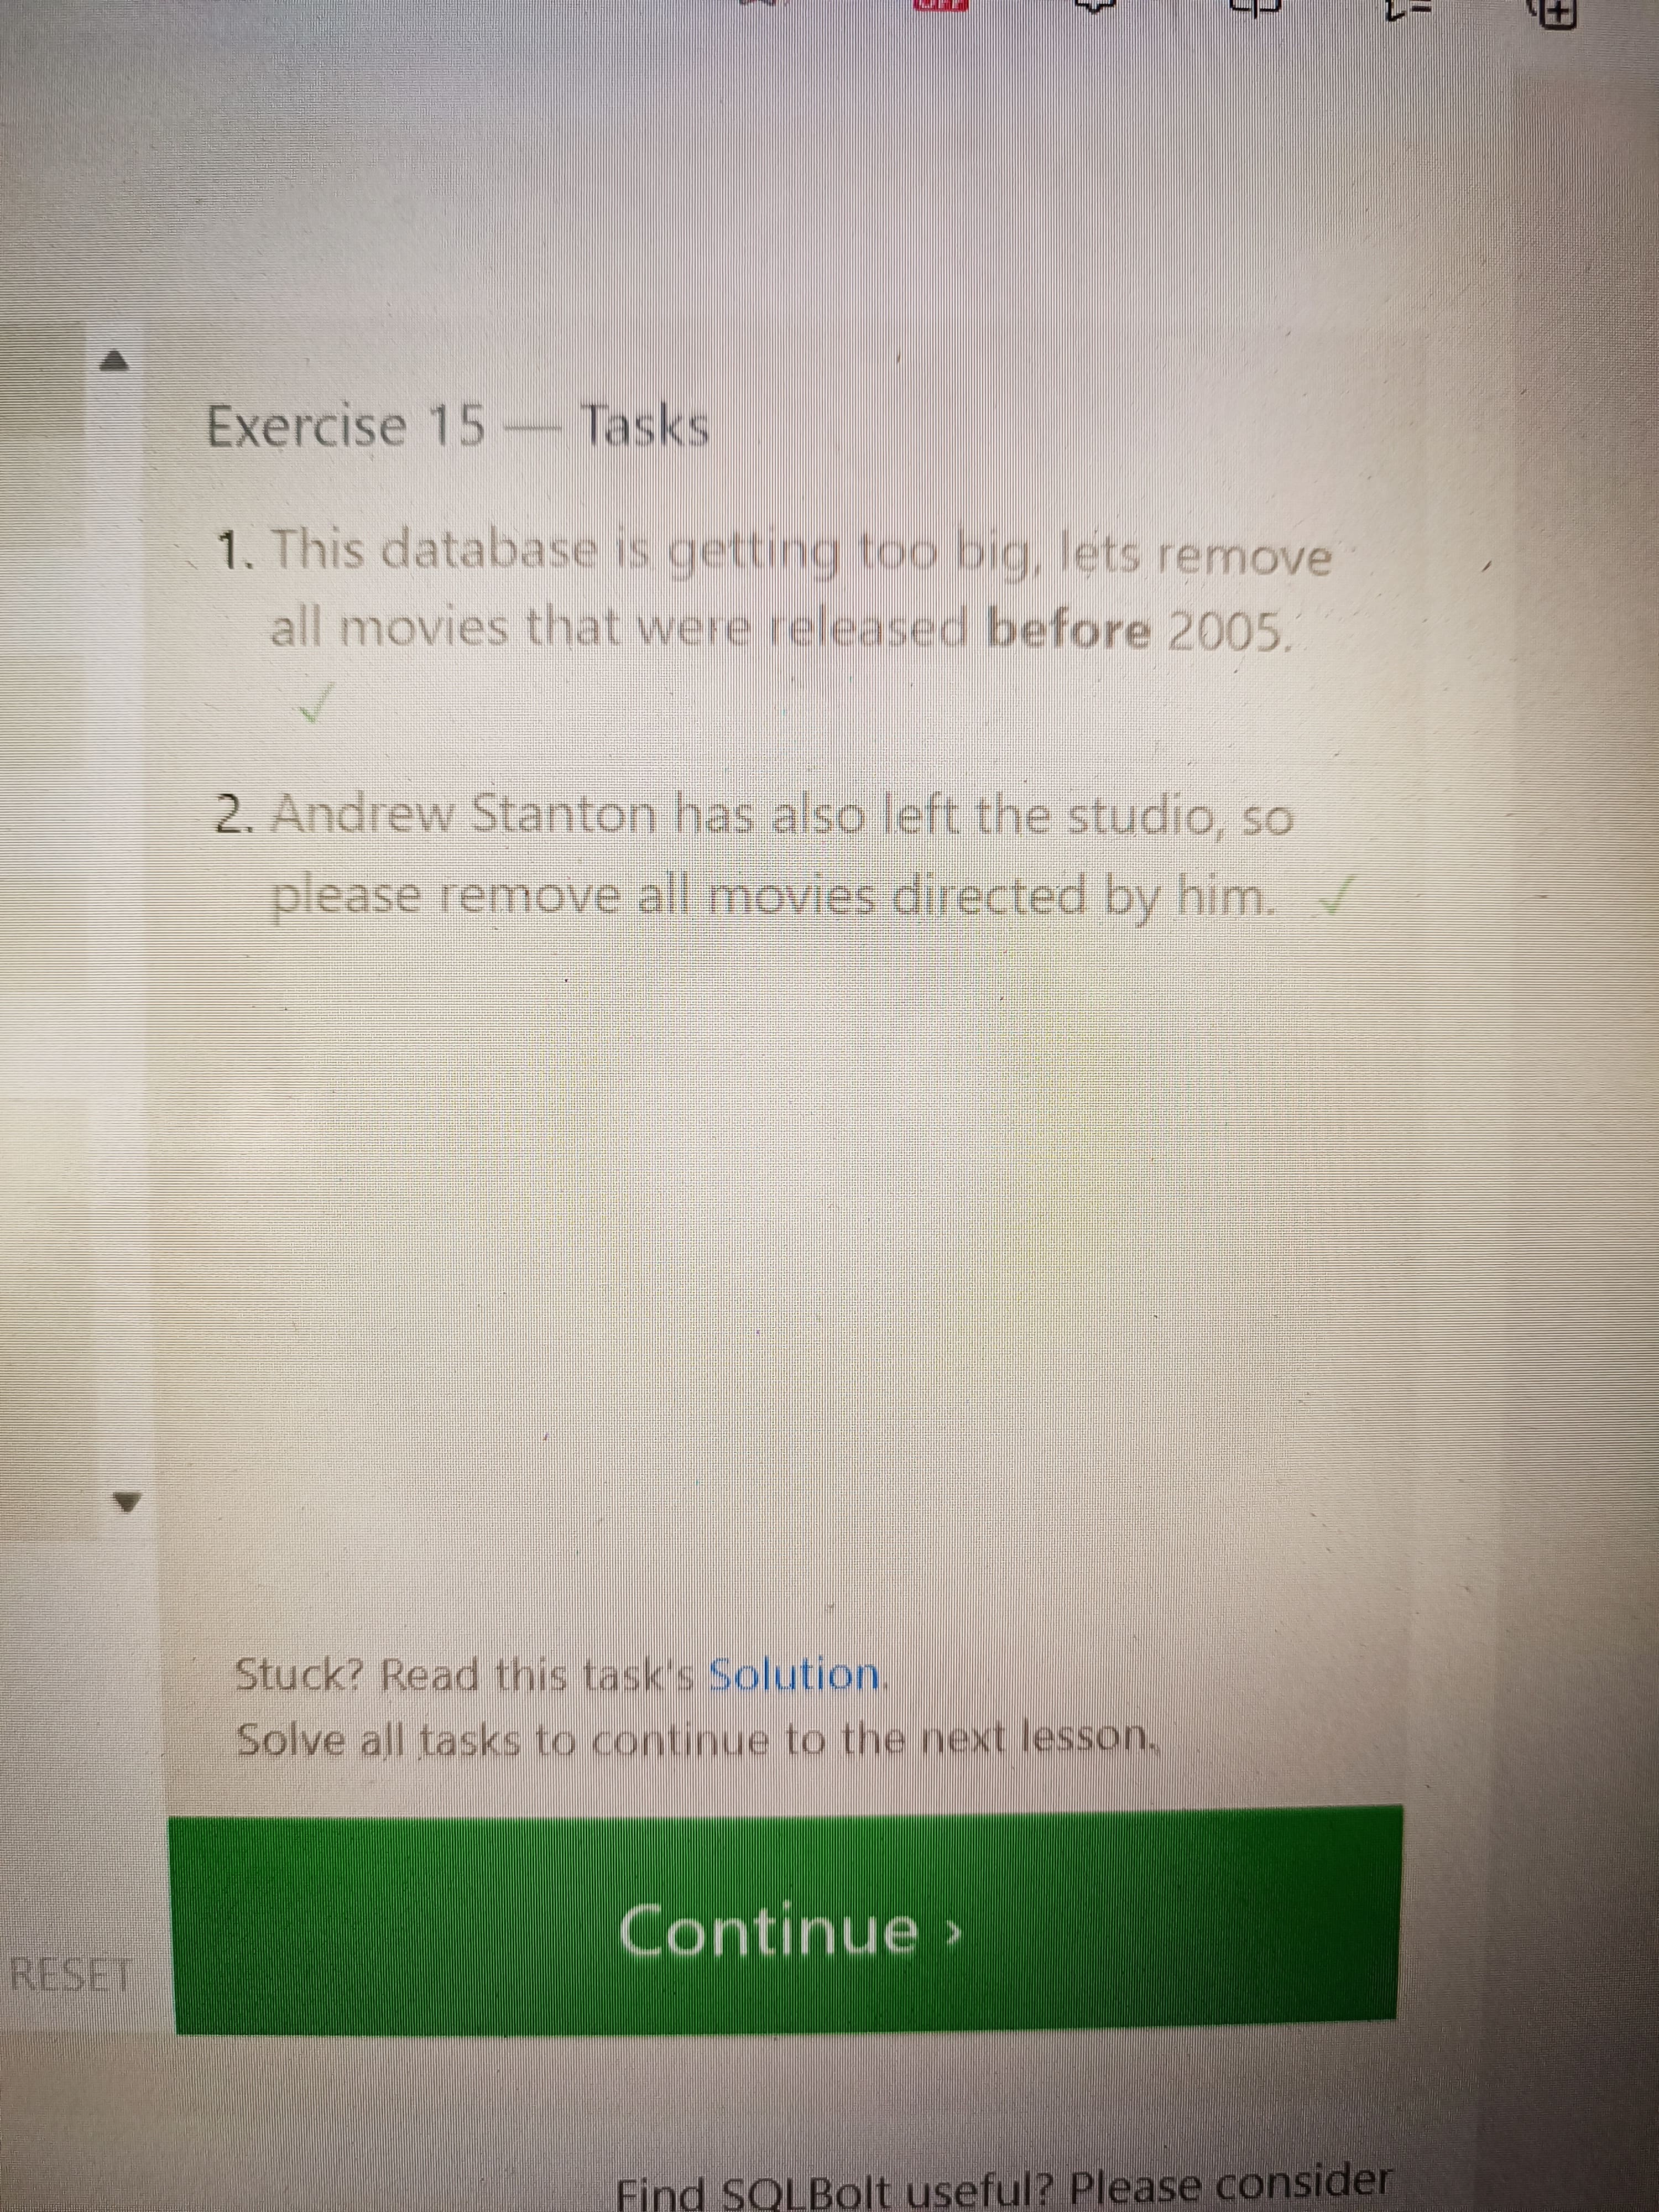 Exercise 15 — Tasks
1. This database is getting too big, lets remove
all movies that were released before 2005.
✓
2. Andrew Stanton has also left the studio, so
please remove all movies directed by him. ✓
Stuck? Read this task's Solution.
Solve all tasks to continue to the next lesson.
Continue ›
RESET
Find SQLBolt useful? Please consider